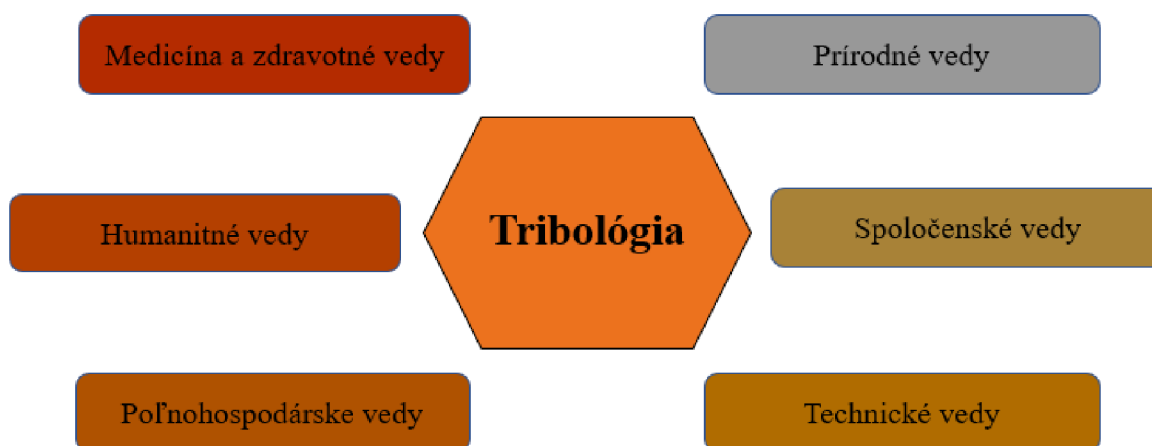 Medicína a zdravotné vedy
Prírodné vedy
Humanitné vedy
Tribológia
Spoločenské vedy
Poľnohospodárske vedy
Technické vedy